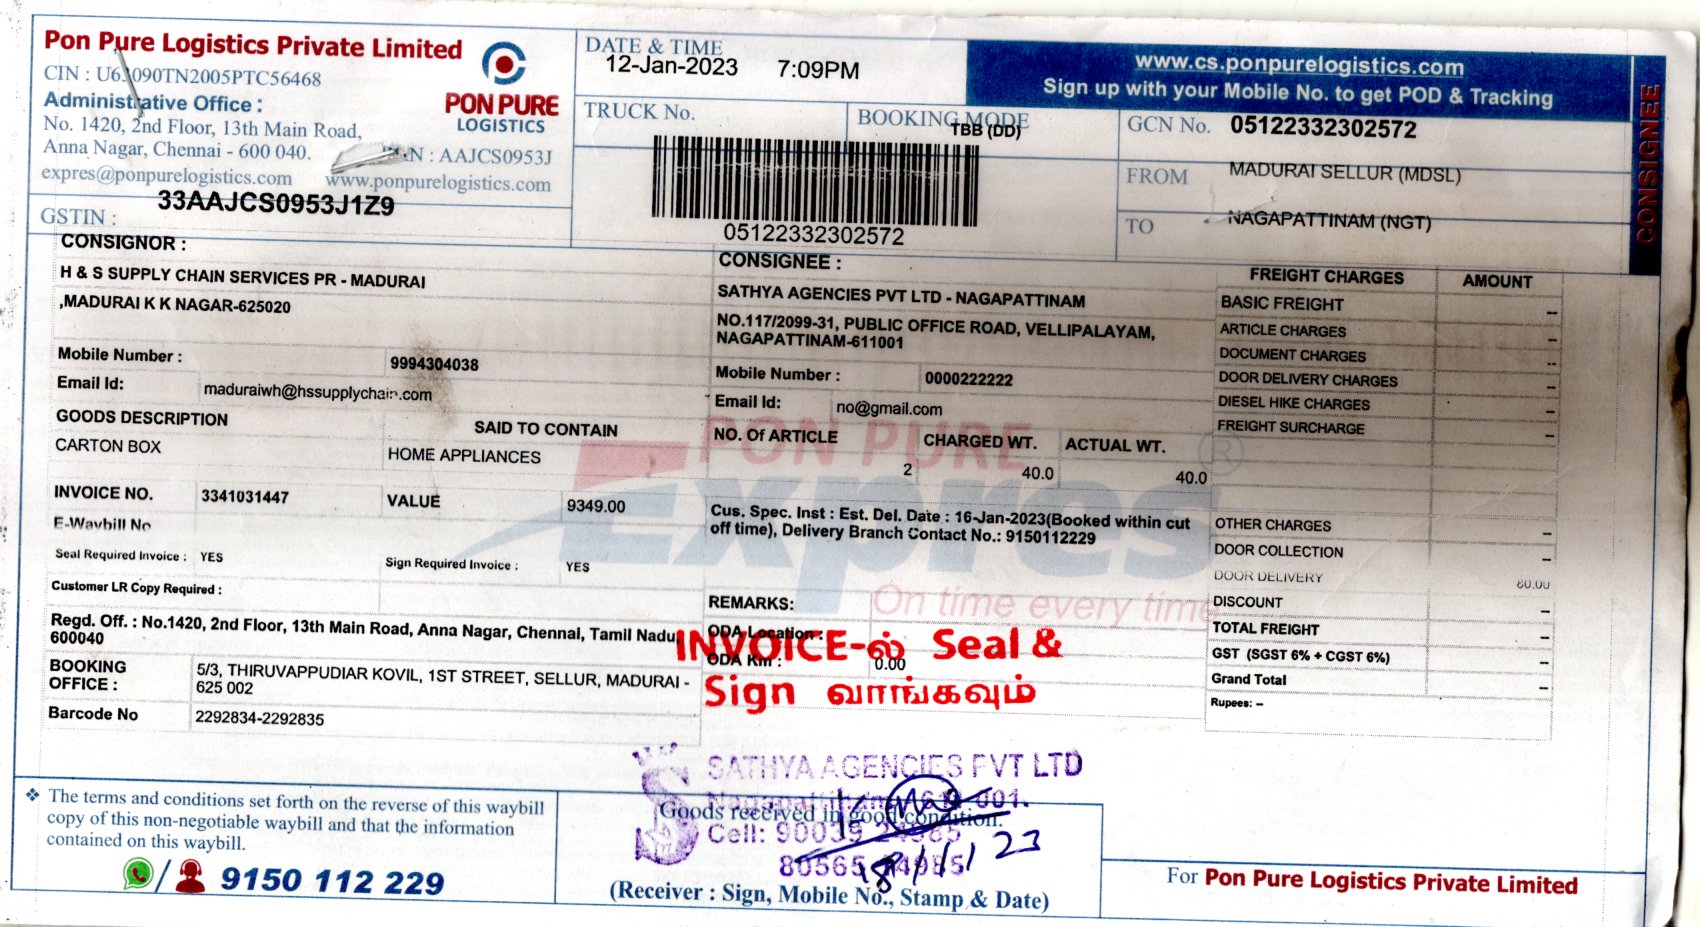 Pon Pure Logistics Private Limited
CIN : U63090TN2005PTC56468
Administrative Office :
No. 1420, 2nd Floor, 13th Main Road,
Anna Nagar, Chennai - 600 040.
PAN : AAJCS0953J
expres@ponpurelogistics.com www.ponpurelogistics.com
PON PURE
LOGISTICS
GSTIN : 33AAJCS0953J1Z9
DATE & TIME
12-Jan-2023 7:09PM
www.cs.ponpurelogistics.com
Sign up with your Mobile No. to get POD & Tracking
CONSIGNEE
TRUCK No.
BOOKING MODE
TBB (DD)
GCN No. 05122332302572
FROM MADURAI SELLUR (MDSL)
TO NAGAPATTINAM (NGT)
05122332302572
CONSIGNOR :
H & S SUPPLY CHAIN SERVICES PR - MADURAI
,MADURAI K K NAGAR-625020
Mobile Number : 9994304038
Email Id: maduraiwh@hssupplychain.com
GOODS DESCRIPTION SAID TO CONTAIN
CARTON BOX HOME APPLIANCES
INVOICE NO. 3341031447 VALUE 9349.00
E-Waybill No
Seal Required Invoice : YES Sign Required Invoice : YES
Customer LR Copy Required :
Regd. Off. : No.1420, 2nd Floor, 13th Main Road, Anna Nagar, Chennai, Tamil Nadu,
600040
BOOKING OFFICE : 5/3, THIRUVAPPUDIAR KOVIL, 1ST STREET, SELLUR, MADURAI -
625 002
Barcode No 2292834-2292835
CONSIGNEE :
SATHYA AGENCIES PVT LTD - NAGAPATTINAM
NO.117/2099-31, PUBLIC OFFICE ROAD, VELLIPALAYAM,
NAGAPATTINAM-611001
Mobile Number : 0000222222
Email Id: no@gmail.com
NO. Of ARTICLE CHARGED WT. ACTUAL WT.
2 40.0 40.0
Cus. Spec. Inst : Est. Del. Date : 16-Jan-2023(Booked within cut
off time), Delivery Branch Contact No.: 9150112229
REMARKS:
ODA Location :
ODA Km : 0.00
PON PURE
Expres
®
On time every time
INVOICE-ல் Seal &
Sign வாங்கவும்
FREIGHT CHARGES AMOUNT
BASIC FREIGHT --
ARTICLE CHARGES --
DOCUMENT CHARGES --
DOOR DELIVERY CHARGES --
DIESEL HIKE CHARGES --
FREIGHT SURCHARGE --
OTHER CHARGES --
DOOR COLLECTION --
DOOR DELIVERY 60.00
DISCOUNT --
TOTAL FREIGHT --
GST (SGST 6% + CGST 6%) --
Grand Total --
Rupees: --
❖ The terms and conditions set forth on the reverse of this waybill
copy of this non-negotiable waybill and that the information
contained on this waybill.
/ 9150 112 229
SATHYA AGENCIES PVT LTD
Nagapattinam 611 001.
Goods received in good condition.
Cell: 90039 24985
80565 14985
18/1/23
(Receiver : Sign, Mobile No., Stamp & Date)
For Pon Pure Logistics Private Limited